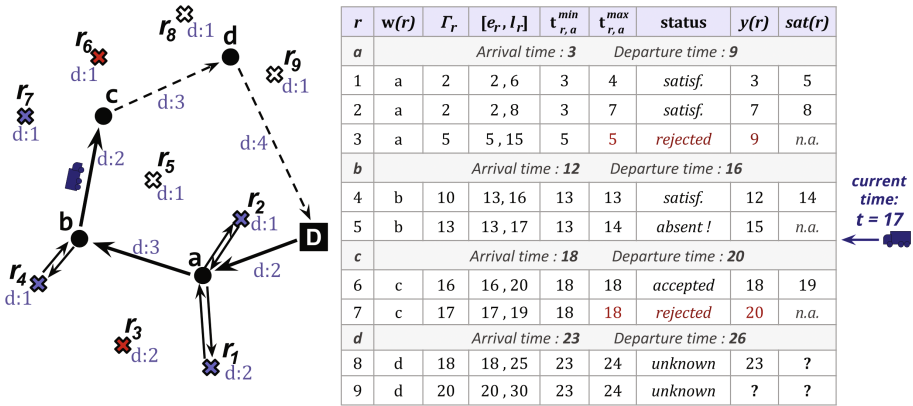 r8
d:1
d
r6
d:1
r9
d:1
r7
d:1
c
d:3
d:4
d:2
r5
d:1
b
r2
d:1
D
d:3
a
d:2
r4
d:1
r3
d:2
r1
d:2
r w(r) Γr [er, lr] t min r,a t max r,a status y(r) sat(r)
a Arrival time : 3 Departure time : 9
1 a 2 2 , 6 3 4 satisf. 3 5
2 a 2 2 , 8 3 7 satisf. 7 8
3 a 5 5 , 15 5 5 rejected 9 n.a.
b Arrival time : 12 Departure time : 16
4 b 10 13, 16 13 13 satisf. 12 14
5 b 13 13, 17 13 14 absent ! 15 n.a.
c Arrival time : 18 Departure time : 20
6 c 16 16 , 20 18 18 accepted 18 19
7 c 17 17 , 19 18 18 rejected 20 n.a.
d Arrival time : 23 Departure time : 26
8 d 18 18 , 25 23 24 unknown 23 ?
9 d 20 20 , 30 23 24 unknown ? ?
current
time:
t = 17